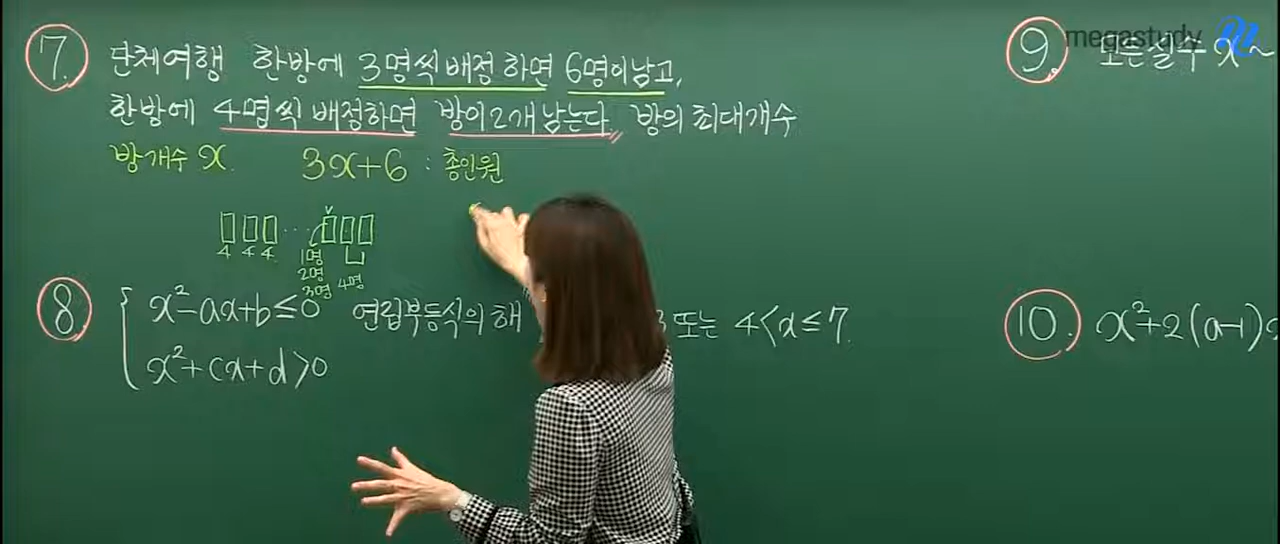 7. 단체여행 한방에 3명씩 배정하면 6명이 남고,
한방에 4명씩 배정하면 방이 2개 남는다. 방의 최대개수
방개수 x. 3x+6 : 총인원
v
4 4 4 ... 1명
2명
3명 4명
8. x²-ax+b≤0 연립부등식의 해 3 또는 4<x≤7.
x²+cx+d>0
megastudy
9. 모든실수 x~
10. x²+2(a-1)